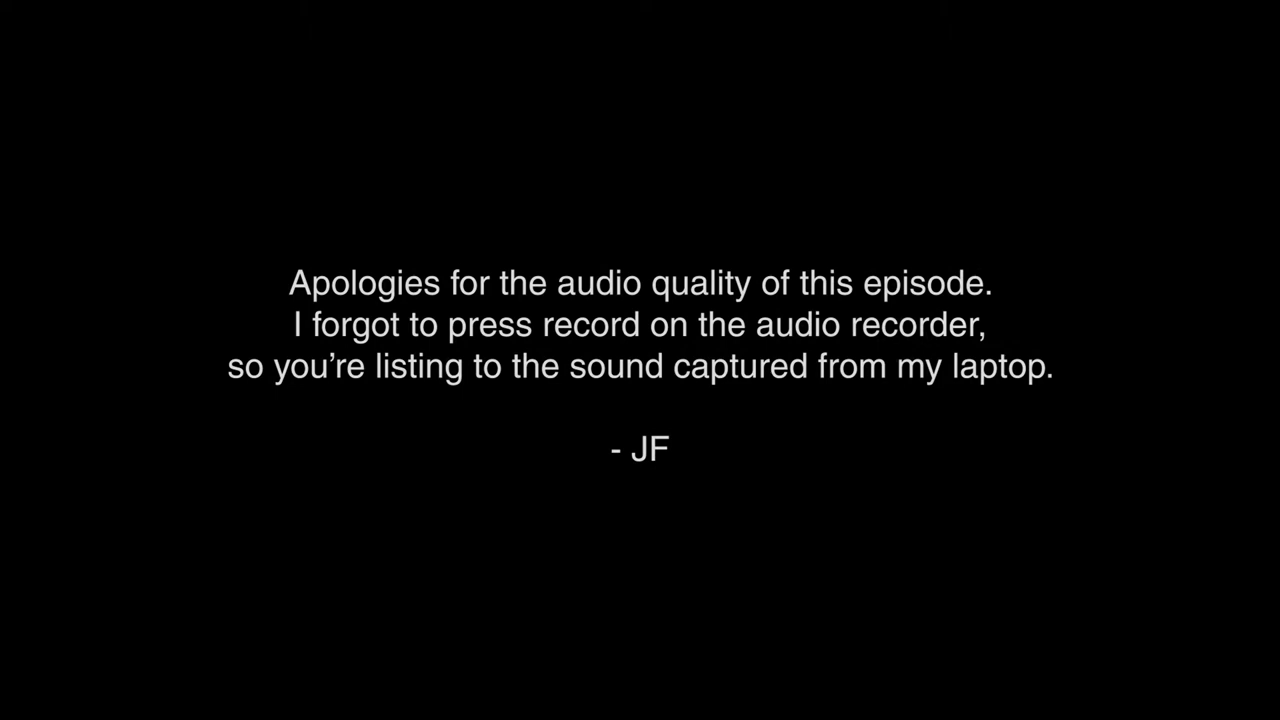 Apologies for the audio quality of this episode.
I forgot to press record on the audio recorder,
so you’re listing to the sound captured from my laptop.
- JF